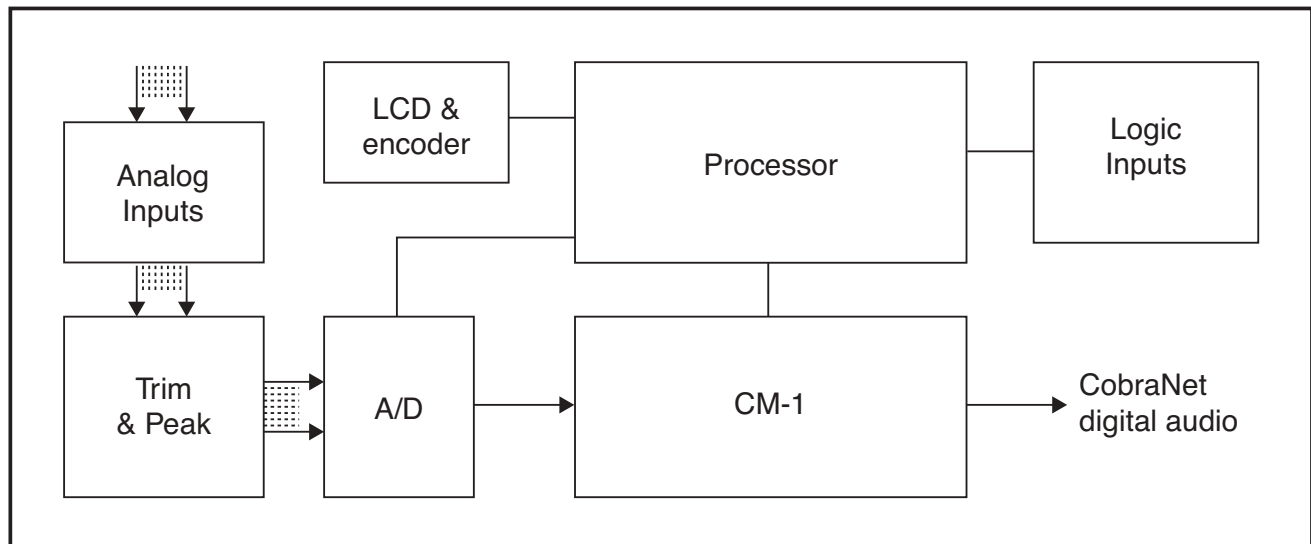 LCD &
encoder
Processor
Logic
Inputs
Analog
Inputs
Trim
& Peak
A/D
CM-1
CobraNet
digital audio